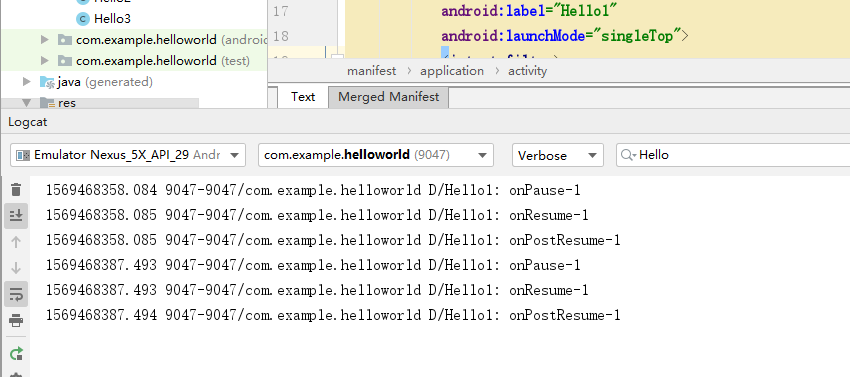 Hello2
Hello3
com.example.helloworld (android
com.example.helloworld (test)
java (generated)
res
17 android:label="Hello1"
18 android:launchMode="singleTop">
manifest › application › activity
Text Merged Manifest
Logcat
Emulator Nexus_5X_API_29 Andr com.example.helloworld (9047) Verbose Hello
1569468358.084 9047-9047/com.example.helloworld D/Hello1: onPause-1
1569468358.085 9047-9047/com.example.helloworld D/Hello1: onResume-1
1569468358.085 9047-9047/com.example.helloworld D/Hello1: onPostResume-1
1569468387.493 9047-9047/com.example.helloworld D/Hello1: onPause-1
1569468387.493 9047-9047/com.example.helloworld D/Hello1: onResume-1
1569468387.494 9047-9047/com.example.helloworld D/Hello1: onPostResume-1